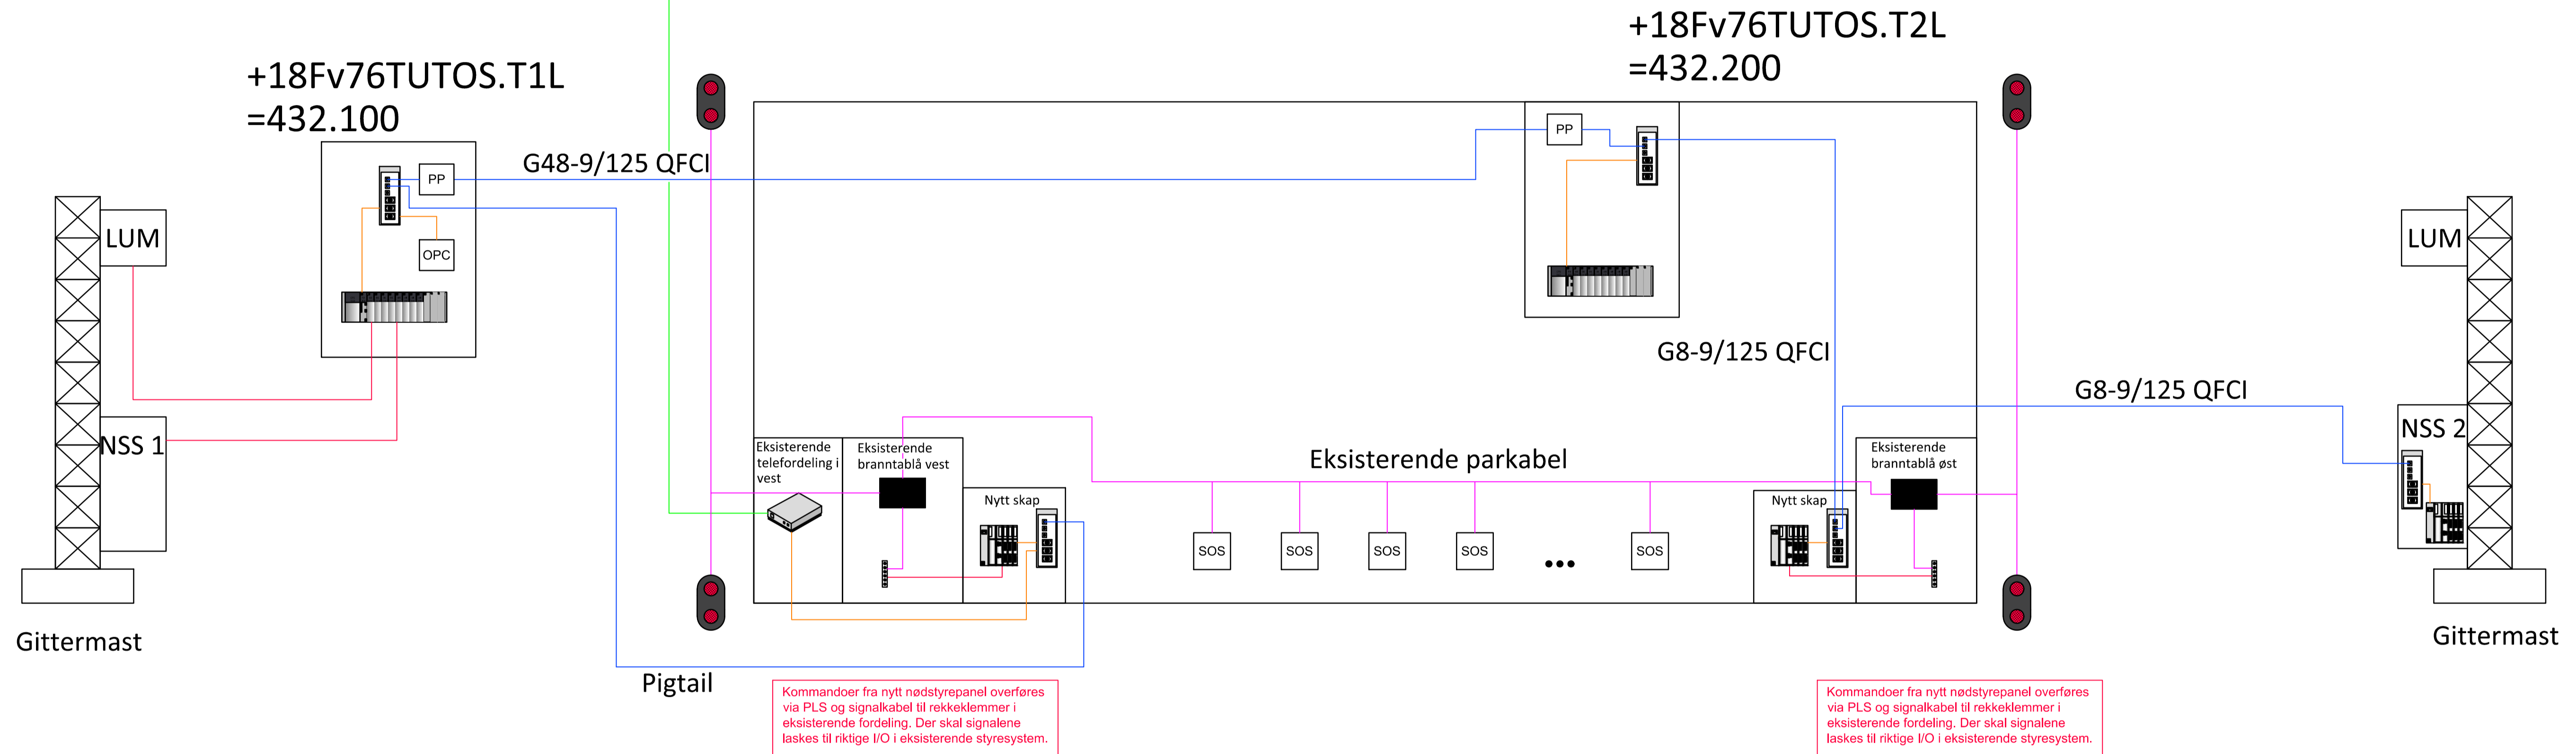 +18Fv76TUTOS.T2L
=432.200
+18Fv76TUTOS.T1L
=432.100
PP
G48-9/125 QFCI
PP
LUM
OPC
LUM
G8-9/125 QFCI
G8-9/125 QFCI
NSS 1
NSS 2
Eksisterende
telefordeling i
vest
Eksisterende
branntablå vest
Nytt skap
Eksisterende parkabel
SOS
SOS
SOS
SOS
SOS
Nytt skap
Eksisterende
branntablå øst
Gittermast
Gittermast
Pigtail
Kommandoer fra nytt nødstyrepanel overføres
via PLS og signalkabel til rekkeklemmer i
eksisterende fordeling. Der skal signalene
laskes til riktige I/O i eksisterende styresystem.
Kommandoer fra nytt nødstyrepanel overføres
via PLS og signalkabel til rekkeklemmer i
eksisterende fordeling. Der skal signalene
laskes til riktige I/O i eksisterende styresystem.